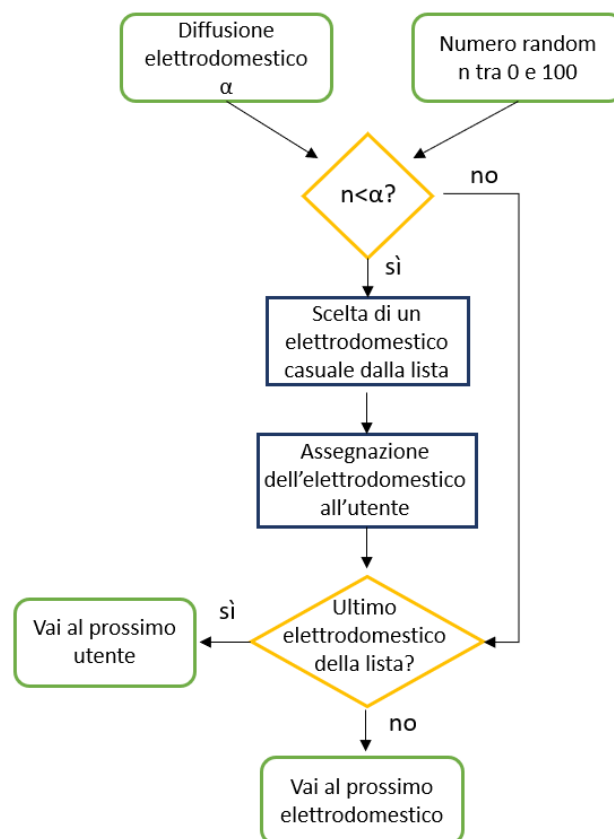 Diffusione
elettrodomestico
α
Numero random
n tra 0 e 100
n<α?
no
sì
Scelta di un
elettrodomestico
casuale dalla lista
Assegnazione
dell’elettrodomestico
all’utente
Ultimo
elettrodomestico
della lista?
sì
Vai al prossimo
utente
no
Vai al prossimo
elettrodomestico